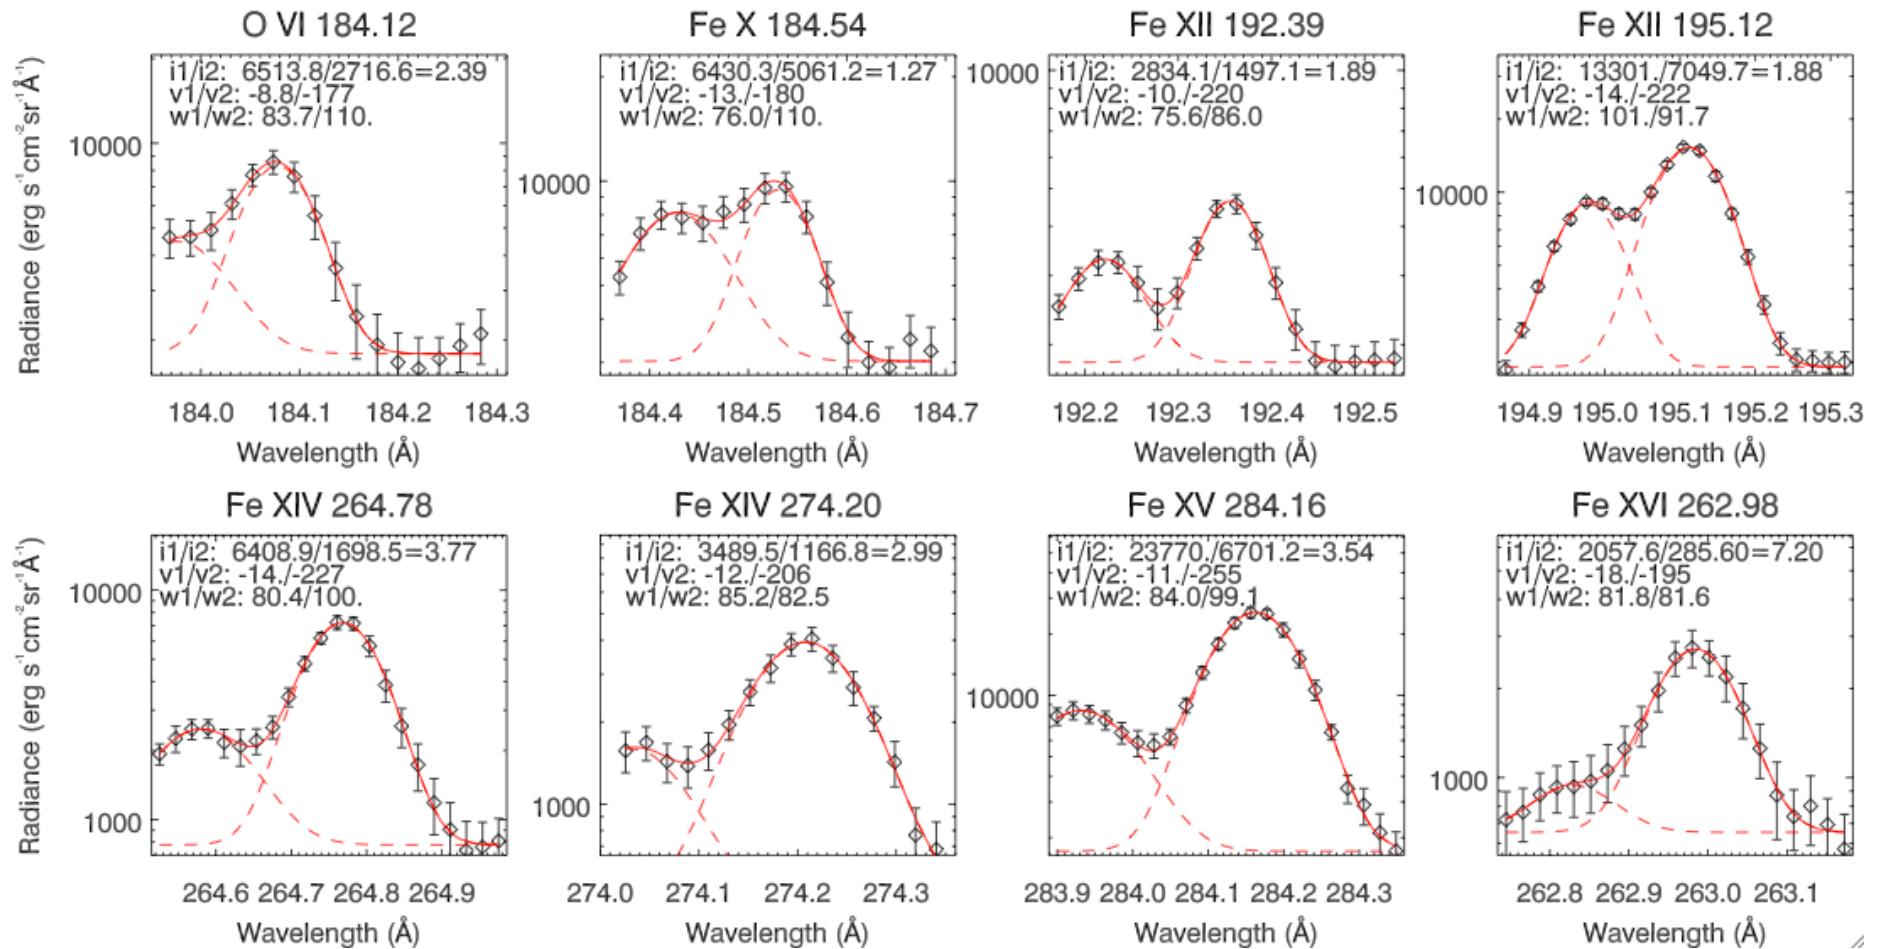 O VI 184.12
Fe X 184.54
Fe XII 192.39
Fe XII 195.12
i1/i2: 6513.8/2716.6=2.39
v1/v2: -8.8/-177
w1/w2: 83.7/110.
i1/i2: 6430.3/5061.2=1.27
v1/v2: -13./-180
w1/w2: 76.0/110.
i1/i2: 2834.1/1497.1=1.89
v1/v2: -10./-220
w1/w2: 75.6/86.0
i1/i2: 13301./7049.7=1.88
v1/v2: -14./-222
w1/w2: 101./91.7
Radiance (erg s⁻¹cm⁻²sr⁻¹Å⁻¹)
10000
10000
10000
10000
184.0 184.1 184.2 184.3
184.4 184.5 184.6 184.7
192.2 192.3 192.4 192.5
194.9 195.0 195.1 195.2 195.3
Wavelength (Å)
Wavelength (Å)
Wavelength (Å)
Wavelength (Å)
Fe XIV 264.78
Fe XIV 274.20
Fe XV 284.16
Fe XVI 262.98
i1/i2: 6408.9/1698.5=3.77
v1/v2: -14./-227
w1/w2: 80.4/100.
i1/i2: 3489.5/1166.8=2.99
v1/v2: -12./-206
w1/w2: 85.2/82.5
i1/i2: 23770./6701.2=3.54
v1/v2: -11./-255
w1/w2: 84.0/99.1
i1/i2: 2057.6/285.60=7.20
v1/v2: -18./-195
w1/w2: 81.8/81.6
Radiance (erg s⁻¹cm⁻²sr⁻¹Å⁻¹)
10000
1000
1000
10000
1000
264.6 264.7 264.8 264.9
274.0 274.1 274.2 274.3
283.9 284.0 284.1 284.2 284.3
262.8 262.9 263.0 263.1
Wavelength (Å)
Wavelength (Å)
Wavelength (Å)
Wavelength (Å)